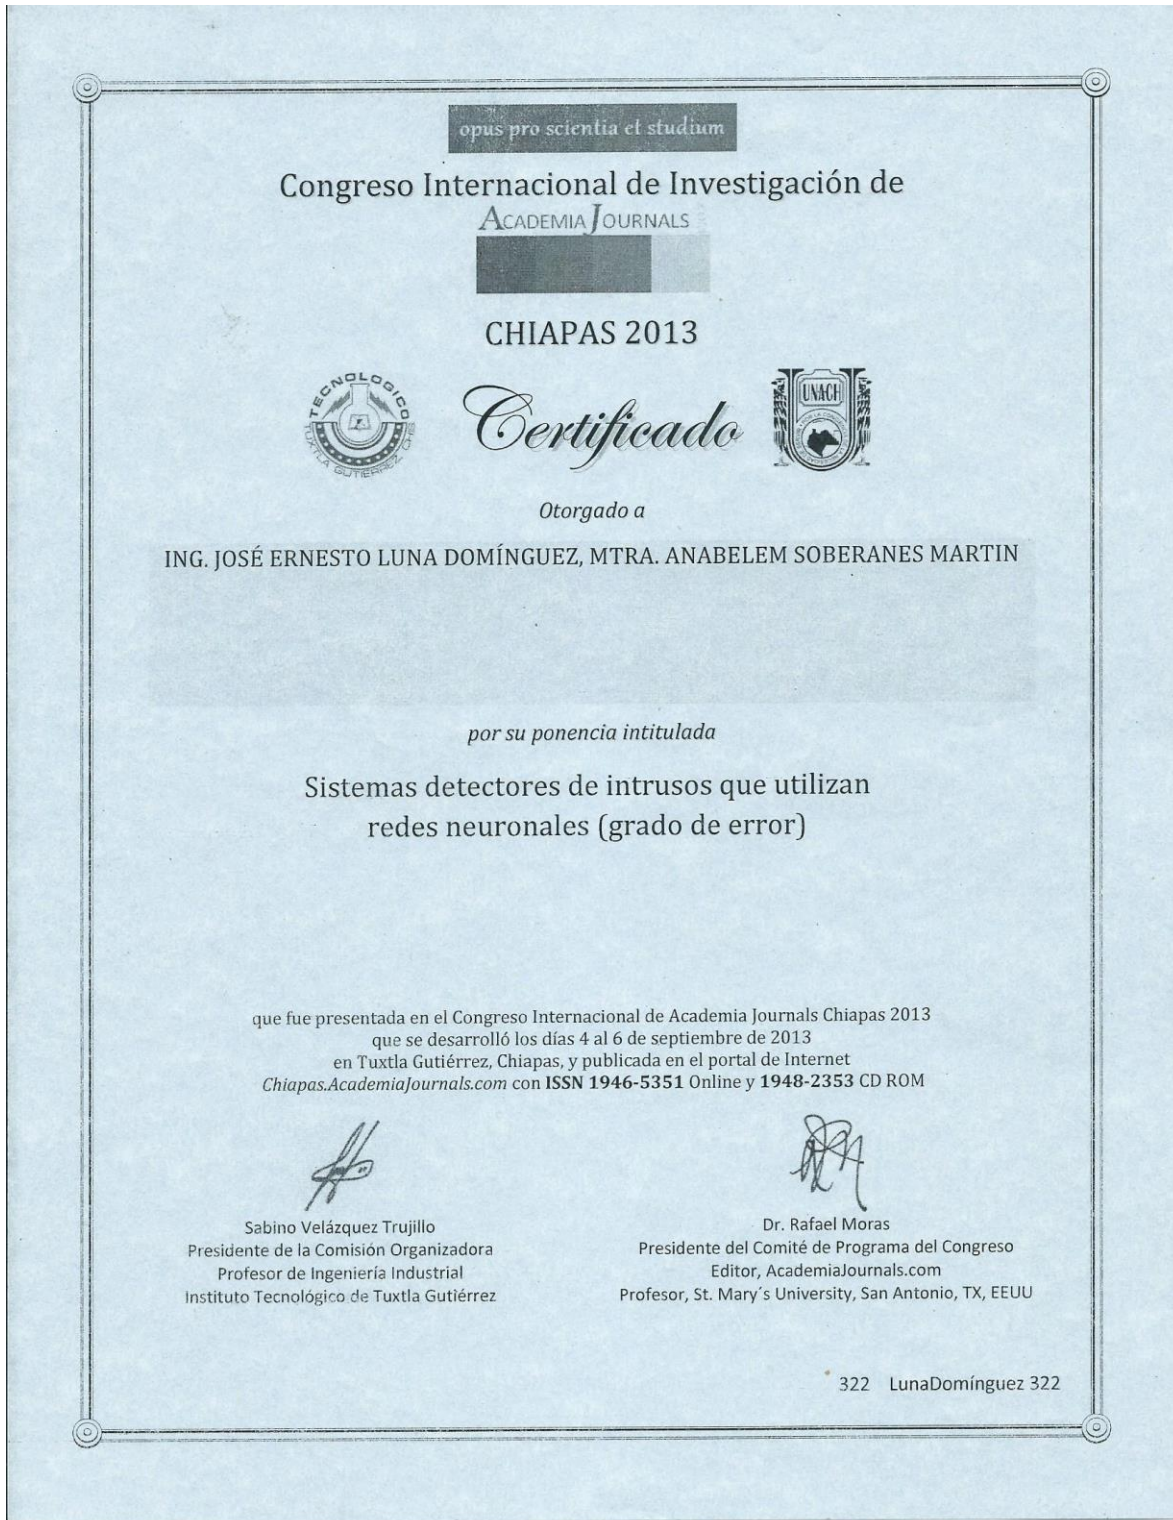 opus pro scientia et studium
Congreso Internacional de Investigación de
ACADEMIA JOURNALS
CHIAPAS 2013
TECNOLOGICO
TUXTLA GUTIERREZ, CHIS
Certificado
UNACH
Otorgado a
ING. JOSÉ ERNESTO LUNA DOMÍNGUEZ, MTRA. ANABELEM SOBERANES MARTIN
por su ponencia intitulada
Sistemas detectores de intrusos que utilizan
redes neuronales (grado de error)
que fue presentada en el Congreso Internacional de Academia Journals Chiapas 2013
que se desarrolló los días 4 al 6 de septiembre de 2013
en Tuxtla Gutiérrez, Chiapas, y publicada en el portal de Internet
Chiapas.AcademiaJournals.com con ISSN 1946-5351 Online y 1948-2353 CD ROM
Sabino Velázquez Trujillo
Presidente de la Comisión Organizadora
Profesor de Ingeniería Industrial
Instituto Tecnológico de Tuxtla Gutiérrez
Dr. Rafael Moras
Presidente del Comité de Programa del Congreso
Editor, AcademiaJournals.com
Profesor, St. Mary´s University, San Antonio, TX, EEUU
322 LunaDomínguez 322